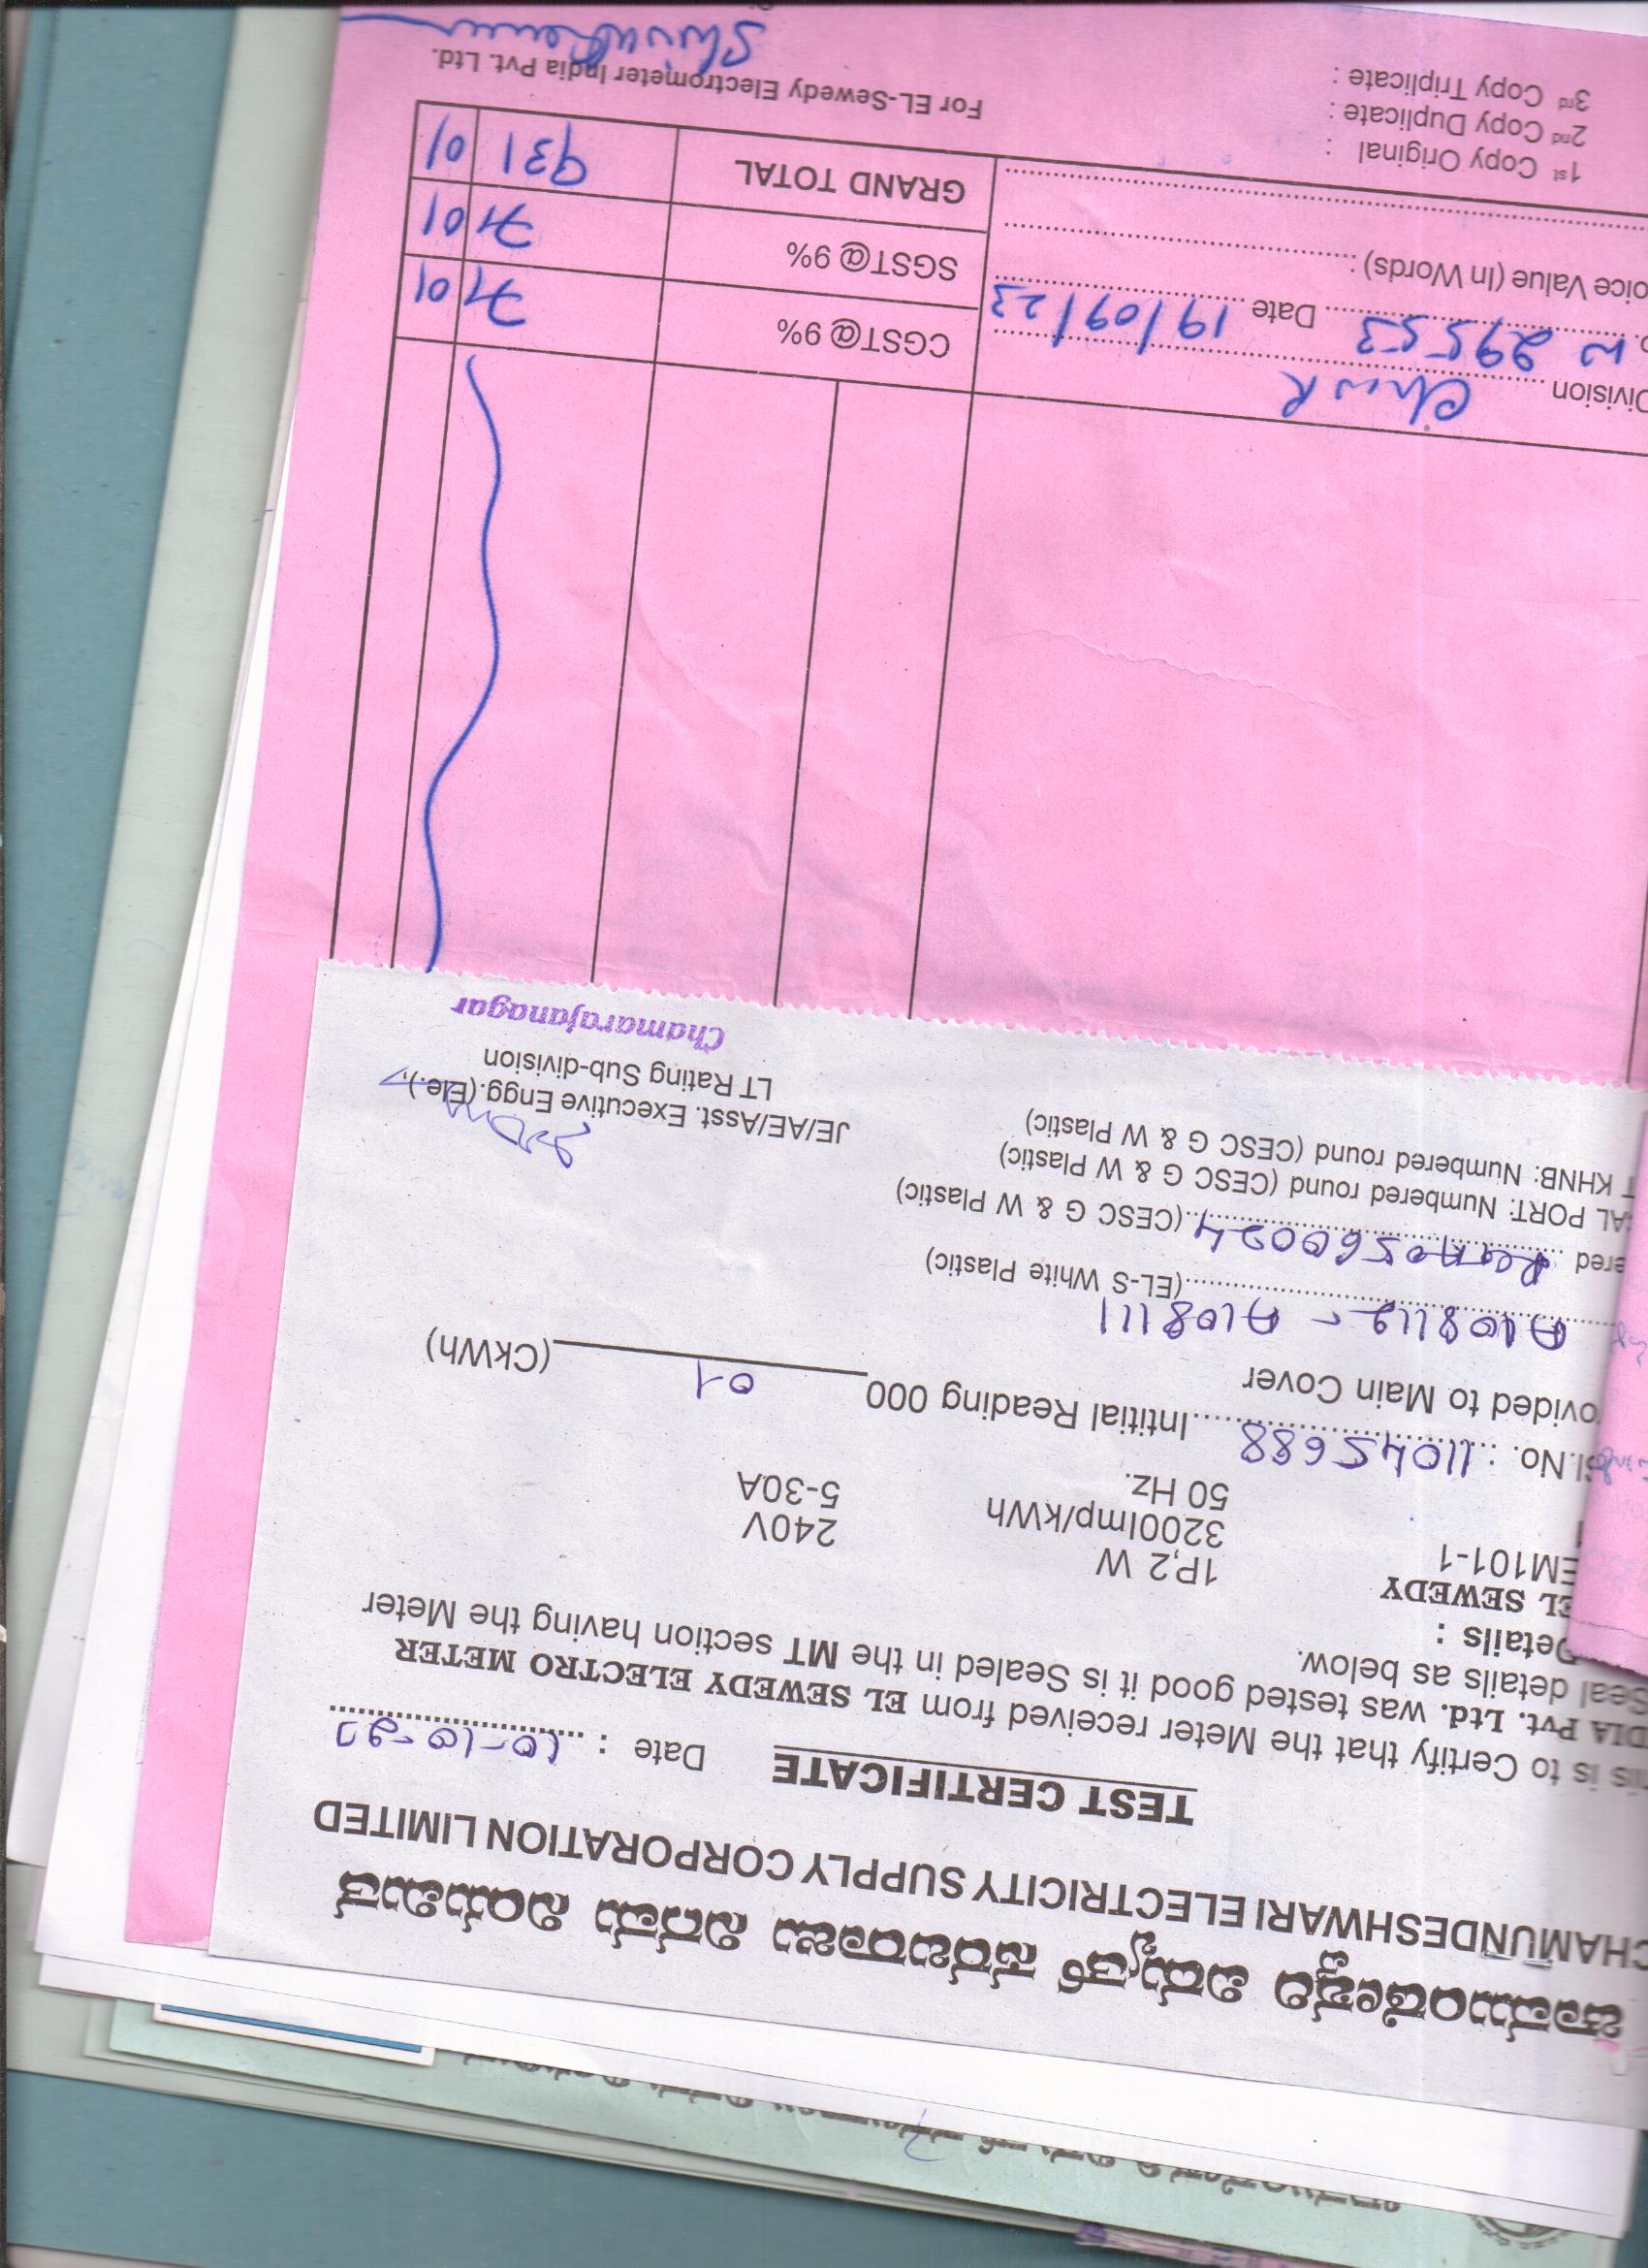 ಚಾಮುಂಡೇಶ್ವರಿ ವಿದ್ಯುತ್ ಸರಬರಾಜು ನಿಗಮ ನಿಯಮಿತ
CHAMUNDESHWARI ELECTRICITY SUPPLY CORPORATION LIMITED
TEST CERTIFICATE Date :
is to Certify that the Meter received from EL SEWEDY ELECTRO METER
DIA Pvt. Ltd. was tested good it is Sealed in the MT section having the Meter
Seal details as below.
Details :
EL SEWEDY 1P,2 W 240V
EM101-1 3200Imp/kWh 5-30A
50 Hz.
Sl.No. : 11045688 Intitial Reading 000 01 (CkWh)
ovided to Main Cover
A108112 - A108111 (EL-S White Plastic)
ered (CESC G & W Plastic)
AL PORT: Numbered round (CESC G & W Plastic)
T KHNB: Numbered round (CESC G & W Plastic)
JE/AE/Asst. Executive Engg.(Ele.),
LT Rating Sub-division
Chamarajanagar
Division
29553 Date 19/09/23
oice Value (In Words) :
CGST@ 9% 71 01
SGST@ 9% 71 01
GRAND TOTAL 931 01
1st Copy Original :
2nd Copy Duplicate :
3rd Copy Triplicate :
For EL-Sewedy Electrometer India Pvt. Ltd.